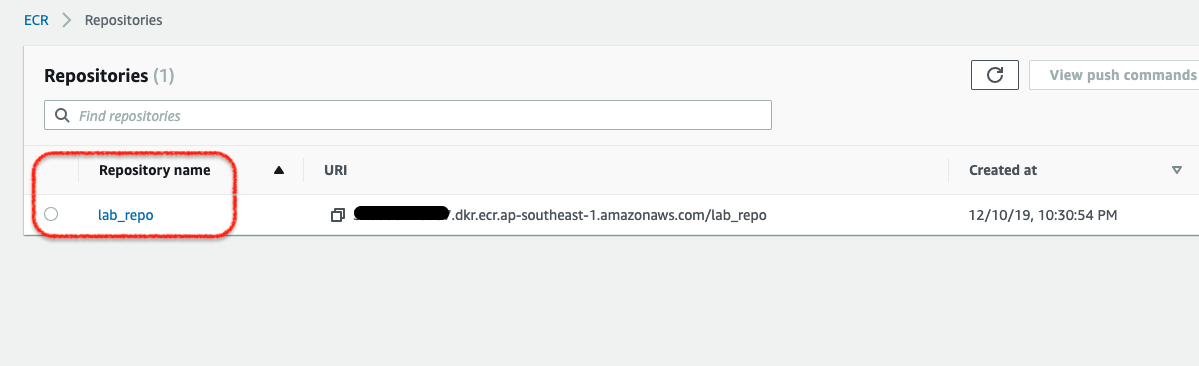 ECR > Repositories
Repositories (1)
View push commands
Find repositories
Repository name URI Created at
lab_repo .dkr.ecr.ap-southeast-1.amazonaws.com/lab_repo 12/10/19, 10:30:54 PM